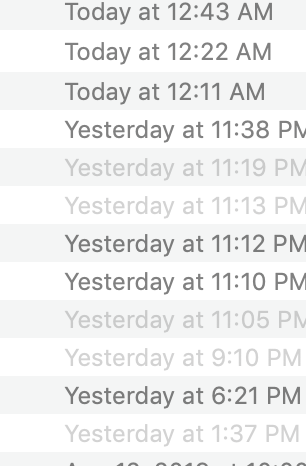 Today at 12:43 AM
Today at 12:22 AM
Today at 12:11 AM
Yesterday at 11:38 PM
Yesterday at 11:19 PM
Yesterday at 11:13 PM
Yesterday at 11:12 PM
Yesterday at 11:10 PM
Yesterday at 11:05 PM
Yesterday at 9:10 PM
Yesterday at 6:21 PM
Yesterday at 1:37 PM